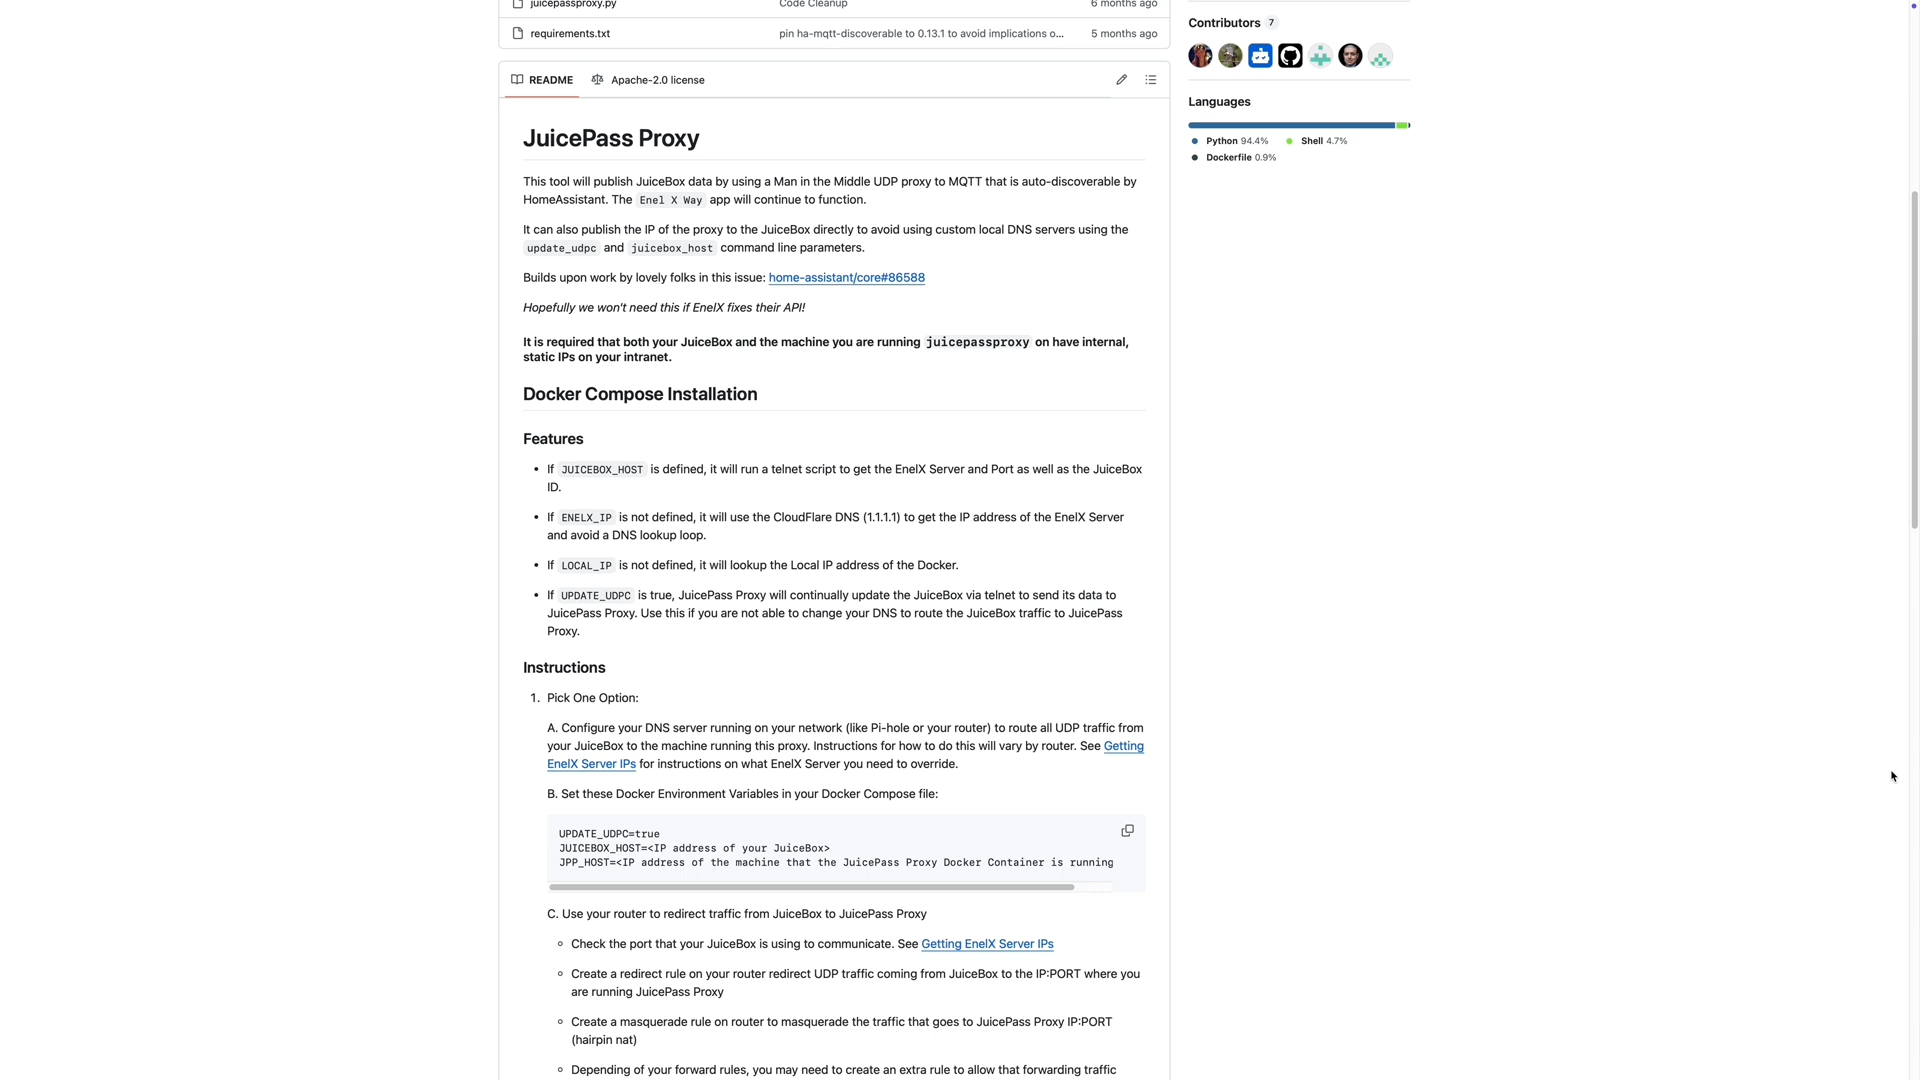 juicepassproxy.py Code Cleanup 6 months ago
requirements.txt pin ha-mqtt-discoverable to 0.13.1 to avoid implications o... 5 months ago
README Apache-2.0 license
JuicePass Proxy
This tool will publish JuiceBox data by using a Man in the Middle UDP proxy to MQTT that is auto-discoverable by
HomeAssistant. The Enel X Way app will continue to function.
It can also publish the IP of the proxy to the JuiceBox directly to avoid using custom local DNS servers using the
update_udpc and juicebox_host command line parameters.
Builds upon work by lovely folks in this issue: home-assistant/core#86588
Hopefully we won't need this if EnelX fixes their API!
It is required that both your JuiceBox and the machine you are running juicepassproxy on have internal,
static IPs on your intranet.
Docker Compose Installation
Features
• If JUICEBOX_HOST is defined, it will run a telnet script to get the EnelX Server and Port as well as the JuiceBox
ID.
• If ENELX_IP is not defined, it will use the CloudFlare DNS (1.1.1.1) to get the IP address of the EnelX Server
and avoid a DNS lookup loop.
• If LOCAL_IP is not defined, it will lookup the Local IP address of the Docker.
• If UPDATE_UDPC is true, JuicePass Proxy will continually update the JuiceBox via telnet to send its data to
JuicePass Proxy. Use this if you are not able to change your DNS to route the JuiceBox traffic to JuicePass
Proxy.
Instructions
1. Pick One Option:
A. Configure your DNS server running on your network (like Pi-hole or your router) to route all UDP traffic from
your JuiceBox to the machine running this proxy. Instructions for how to do this will vary by router. See Getting
EnelX Server IPs for instructions on what EnelX Server you need to override.
B. Set these Docker Environment Variables in your Docker Compose file:
UPDATE_UDPC=true
JUICEBOX_HOST=<IP address of your JuiceBox>
JPP_HOST=<IP address of the machine that the JuicePass Proxy Docker Container is running
C. Use your router to redirect traffic from JuiceBox to JuicePass Proxy
◦ Check the port that your JuiceBox is using to communicate. See Getting EnelX Server IPs
◦ Create a redirect rule on your router redirect UDP traffic coming from JuiceBox to the IP:PORT where you
are running JuicePass Proxy
◦ Create a masquerade rule on router to masquerade the traffic that goes to JuicePass Proxy IP:PORT
(hairpin nat)
◦ Depending of your forward rules, you may need to create an extra rule to allow that forwarding traffic
Contributors 7
Languages
Python 94.4% Shell 4.7%
Dockerfile 0.9%